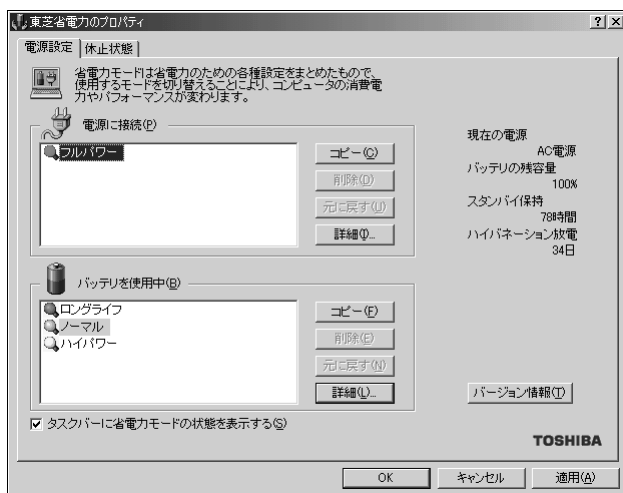 東芝省電力のプロパティ
電源設定
休止状態
省電力モードは省電力のための各種設定をまとめたもので、
使用するモードを切り替えることにより、コンピュータの消費電
力やパフォーマンスが変わります。
電源に接続(P)
フルパワー
コピー(C)
削除(D)
元に戻す(U)
詳細(I)...
現在の電源
AC電源
バッテリの残容量
100%
スタンバイ保持
78時間
ハイバネーション放電
34日
バッテリを使用中(B)
ロングライフ
ノーマル
ハイパワー
コピー(F)
削除(E)
元に戻す(N)
詳細(L)...
バージョン情報(T)
タスクバーに省電力モードの状態を表示する(S)
TOSHIBA
OK
キャンセル
適用(A)